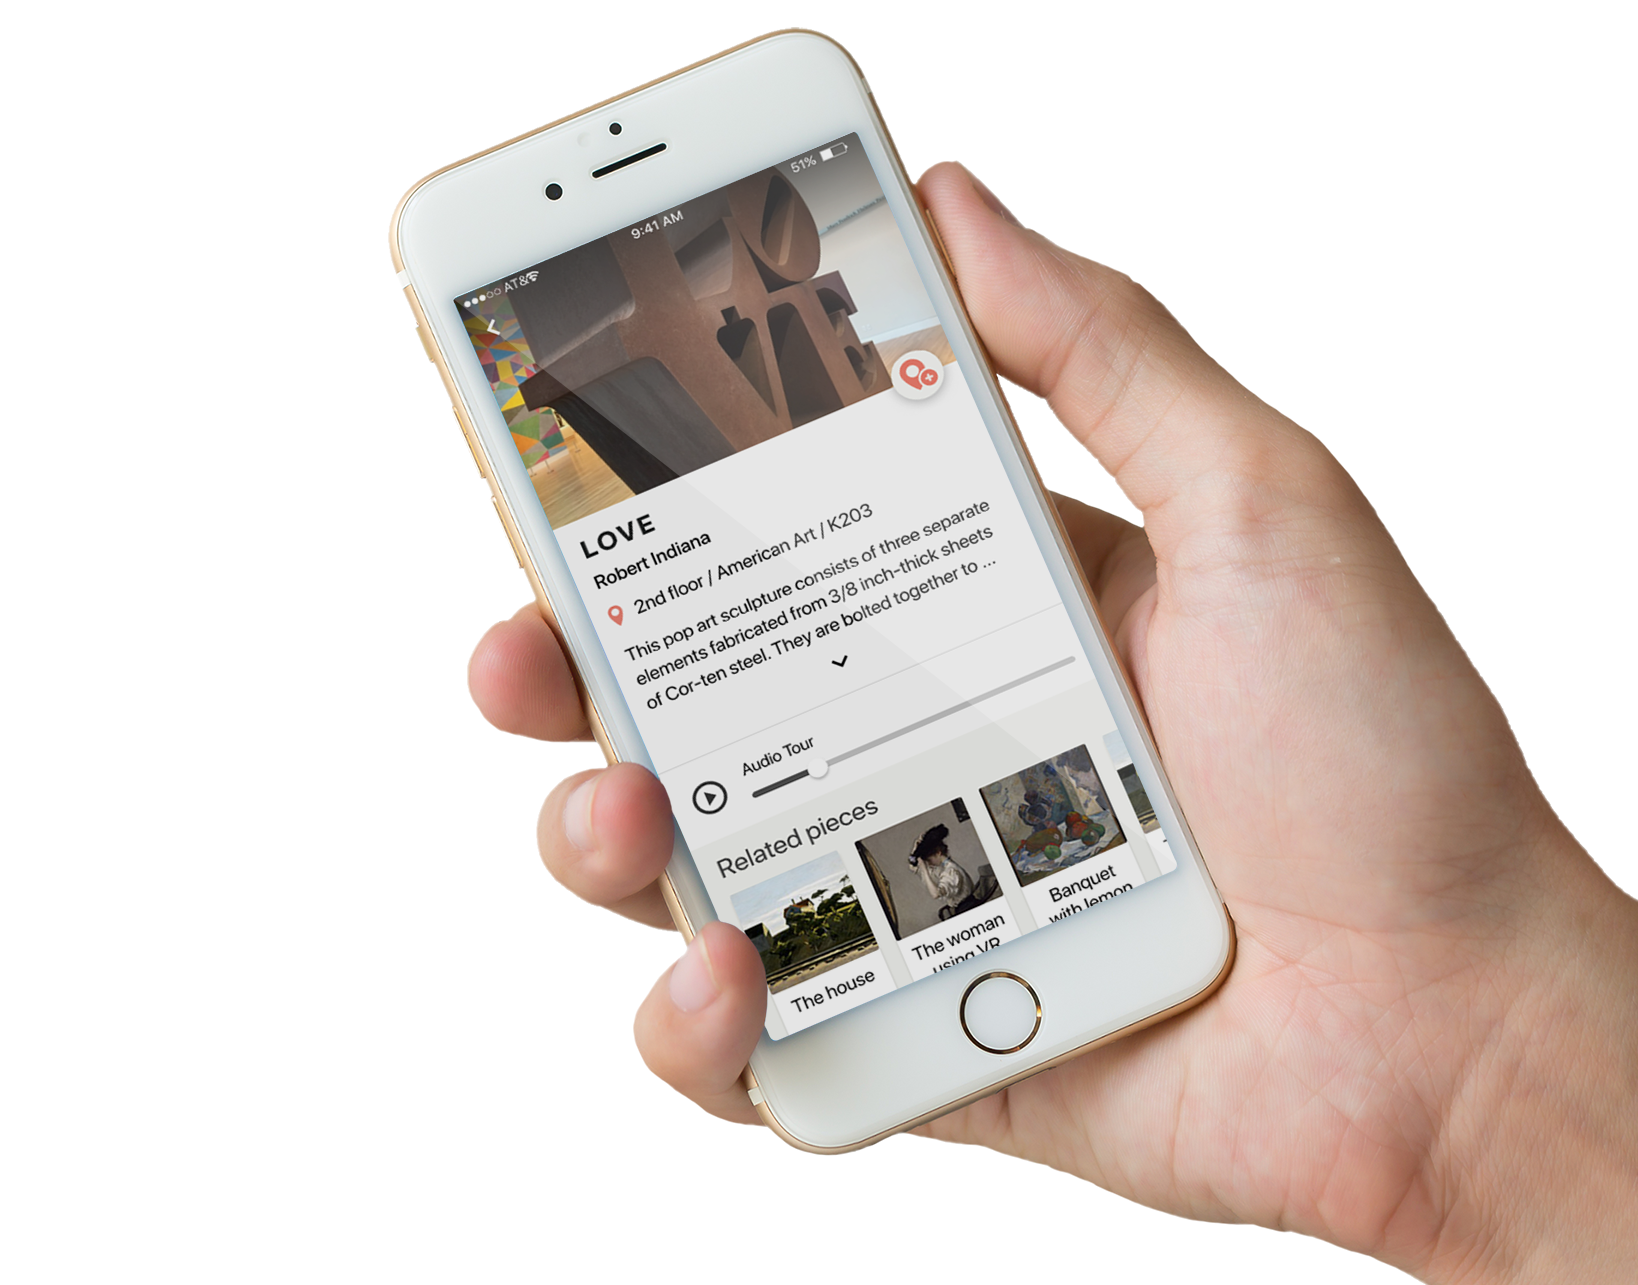 AT&
9:41 AM
51%
LOVE
Robert Indiana
2nd floor / American Art / K203
This pop art sculpture consists of three separate
elements fabricated from 3/8 inch-thick sheets
of Cor-ten steel. They are bolted together to ...
Audio Tour
Related pieces
The house
The woman
using VR
Banquet
with lemon